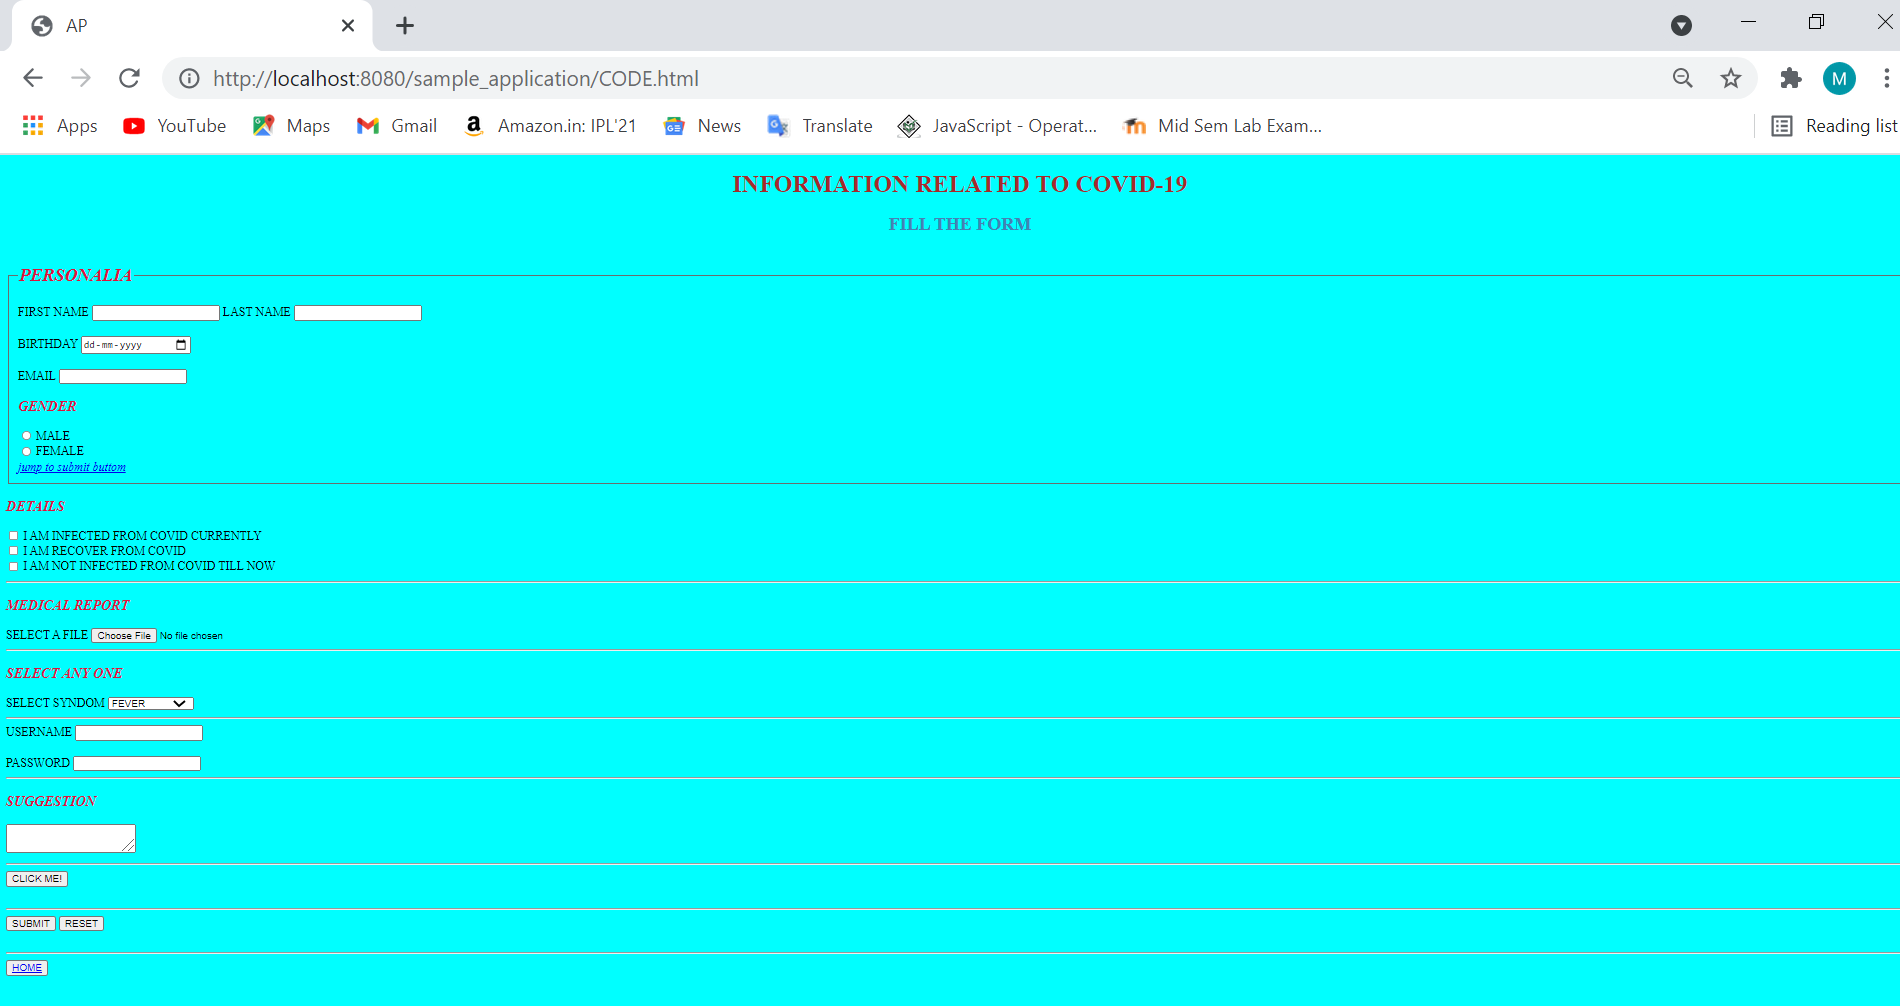 AP
http://localhost:8080/sample_application/CODE.html
M
Apps YouTube Maps Gmail Amazon.in: IPL'21 News Translate JavaScript - Operat... Mid Sem Lab Exam... Reading list
INFORMATION RELATED TO COVID-19
FILL THE FORM
PERSONALIA
FIRST NAME LAST NAME
BIRTHDAY dd-mm-yyyy
EMAIL
GENDER
MALE
FEMALE
jump to submit buttom
DETAILS
I AM INFECTED FROM COVID CURRENTLY
I AM RECOVER FROM COVID
I AM NOT INFECTED FROM COVID TILL NOW
MEDICAL REPORT
SELECT A FILE Choose File No file chosen
SELECT ANY ONE
SELECT SYNDOM FEVER
USERNAME
PASSWORD
SUGGESTION
CLICK ME!
SUBMIT RESET
HOME